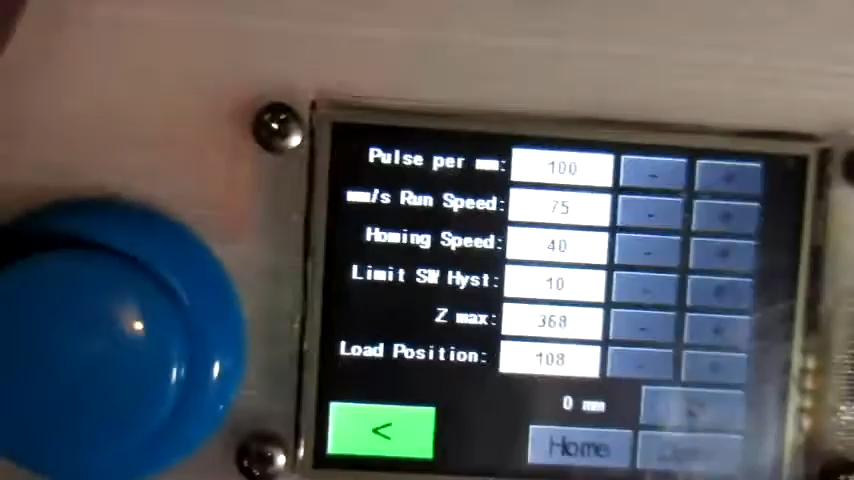 Pulse per mm: 100 - +
mm/s Run Speed: 75 - +
Homing Speed: 40 - +
Limit SW Hyst: 10 - +
Z max: 368 - +
Load Position: 108 - +
0 mm
< Home